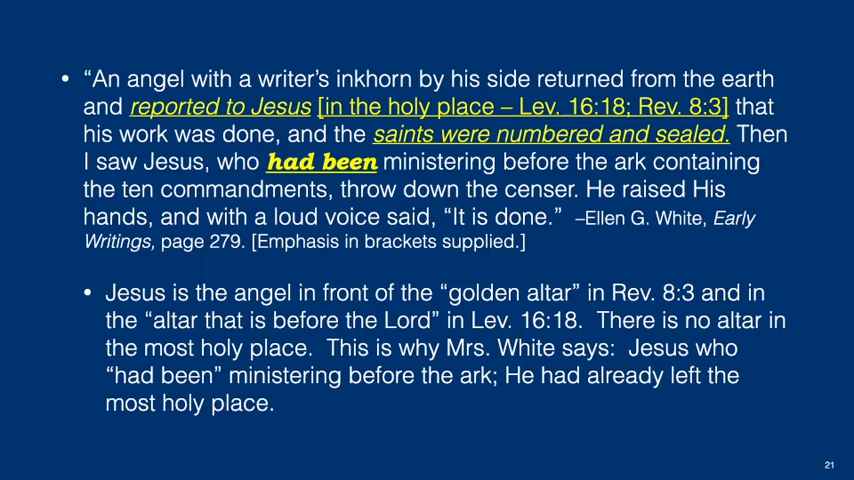 • “An angel with a writer’s inkhorn by his side returned from the earth
and reported to Jesus [in the holy place – Lev. 16:18; Rev. 8:3] that
his work was done, and the saints were numbered and sealed. Then
I saw Jesus, who had been ministering before the ark containing
the ten commandments, throw down the censer. He raised His
hands, and with a loud voice said, “It is done.” –Ellen G. White, Early
Writings, page 279. [Emphasis in brackets supplied.]
• Jesus is the angel in front of the “golden altar” in Rev. 8:3 and in
the “altar that is before the Lord” in Lev. 16:18. There is no altar in
the most holy place. This is why Mrs. White says: Jesus who
“had been” ministering before the ark; He had already left the
most holy place.
21